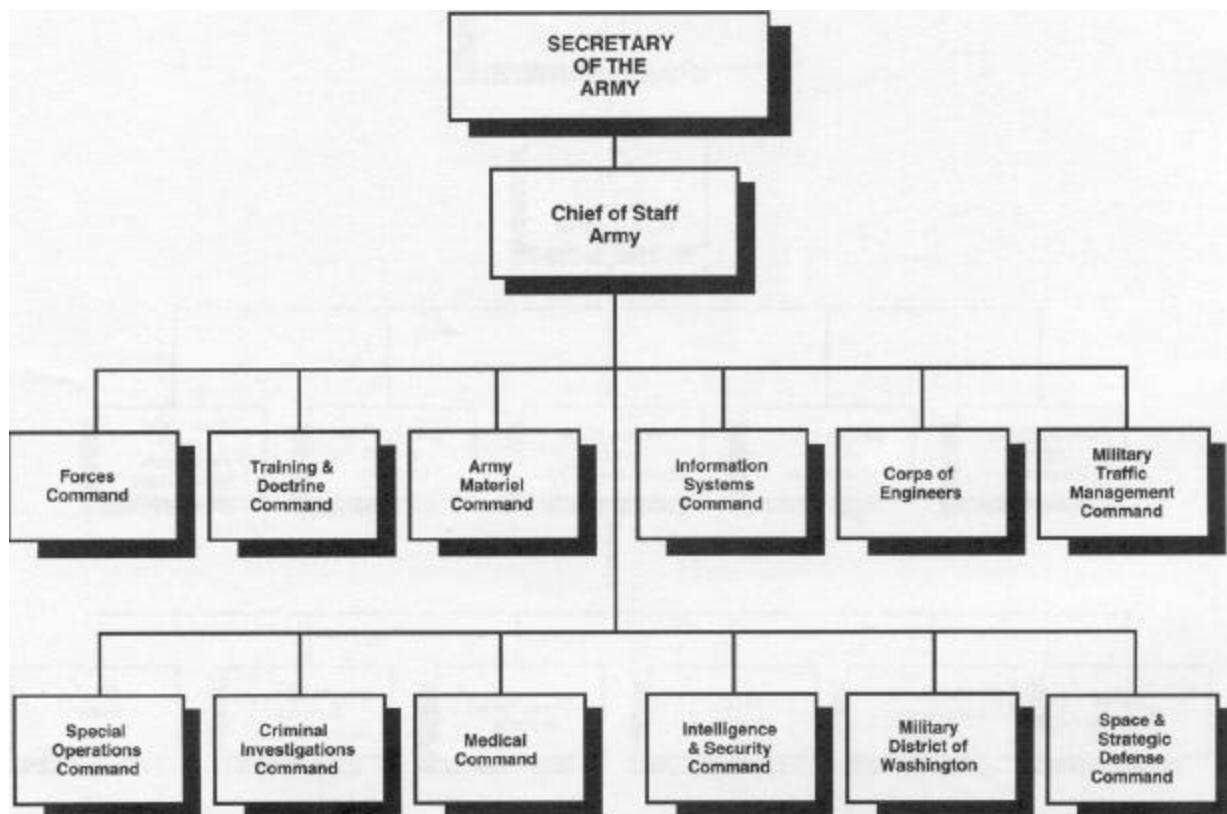 SECRETARY
OF THE
ARMY
Chief of Staff
Army
Forces
Command
Training &
Doctrine
Command
Army
Materiel
Command
Information
Systems
Command
Corps of
Engineers
Military
Traffic
Management
Command
Special
Operations
Command
Criminal
Investigations
Command
Medical
Command
Intelligence
& Security
Command
Military
District of
Washington
Space &
Strategic
Defense
Command